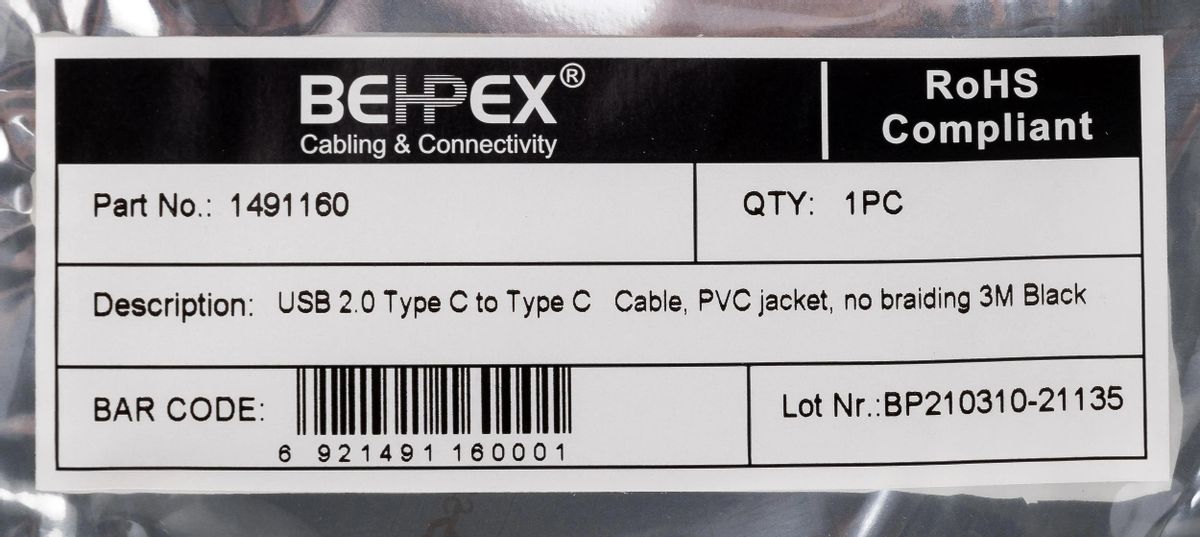 BEHPEX®
Cabling & Connectivity
RoHS
Compliant
Part No.: 1491160
QTY: 1PC
Description: USB 2.0 Type C to Type C Cable, PVC jacket, no braiding 3M Black
BAR CODE:
6 921491 160001
Lot Nr.:BP210310-21135